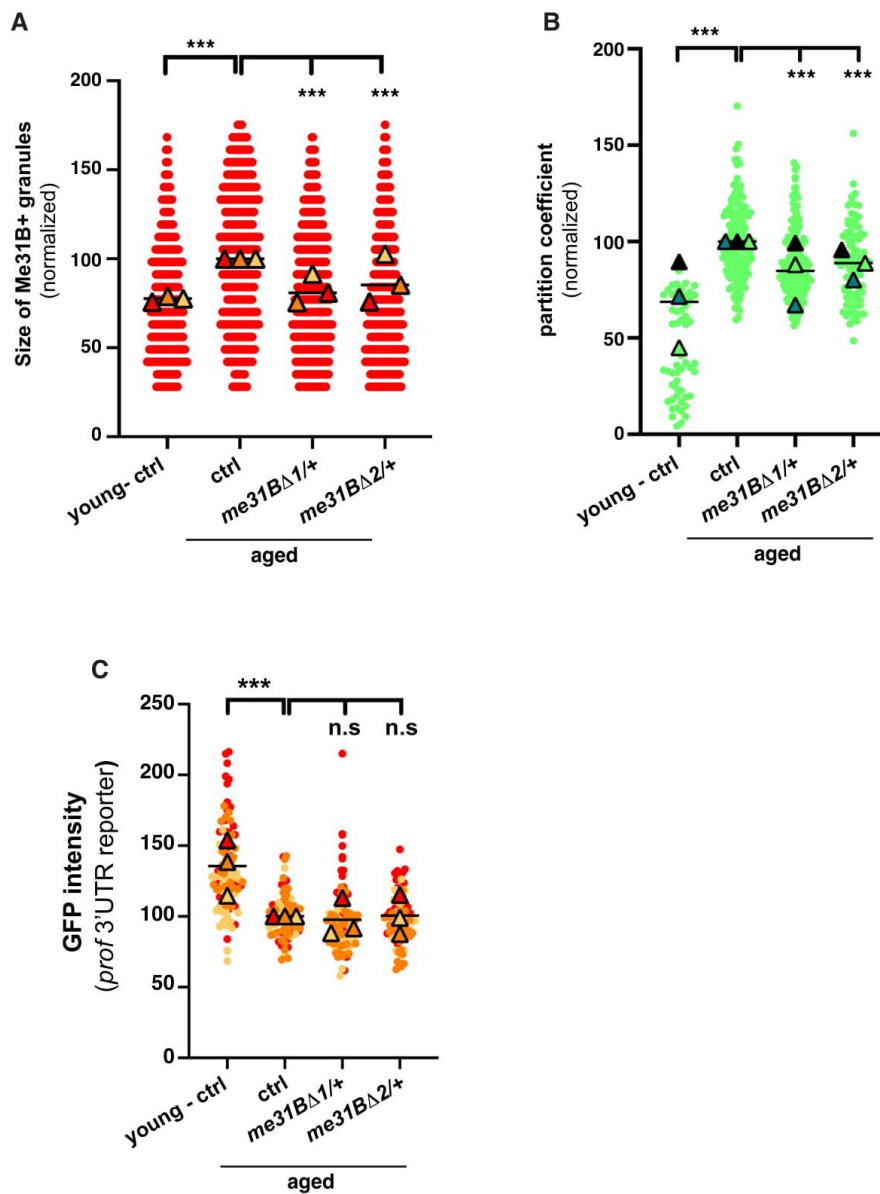 A
***
***
***
200
150
100
50
0
Size of Me31B+ granules
(normalized)
young- ctrl
ctrl
me31BΔ1/+
me31BΔ2/+
aged
B
***
***
***
200
150
100
50
0
partition coefficient
(normalized)
young - ctrl
ctrl
me31BΔ1/+
me31BΔ2/+
aged
C
***
n.s
n.s
250
200
150
100
50
0
GFP intensity
(prof 3'UTR reporter)
young - ctrl
ctrl
me31BΔ1/+
me31BΔ2/+
aged